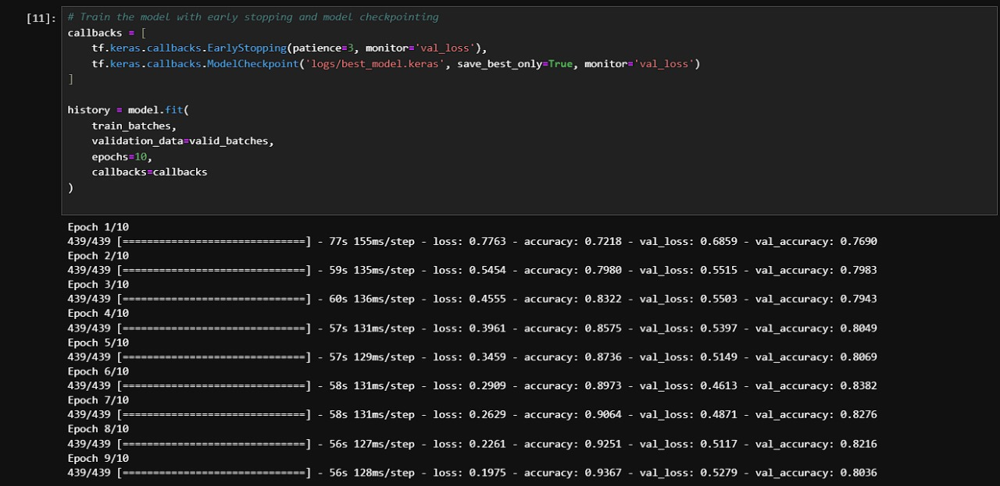 [11]: # Train the model with early stopping and model checkpointing
callbacks = [
    tf.keras.callbacks.EarlyStopping(patience=3, monitor='val_loss'),
    tf.keras.callbacks.ModelCheckpoint('logs/best_model.keras', save_best_only=True, monitor='val_loss')
]
history = model.fit(
    train_batches,
    validation_data=valid_batches,
    epochs=10,
    callbacks=callbacks
)
Epoch 1/10
439/439 [==============================] - 77s 155ms/step - loss: 0.7763 - accuracy: 0.7218 - val_loss: 0.6859 - val_accuracy: 0.7690
Epoch 2/10
439/439 [==============================] - 59s 135ms/step - loss: 0.5454 - accuracy: 0.7980 - val_loss: 0.5515 - val_accuracy: 0.7983
Epoch 3/10
439/439 [==============================] - 60s 136ms/step - loss: 0.4555 - accuracy: 0.8322 - val_loss: 0.5503 - val_accuracy: 0.7943
Epoch 4/10
439/439 [==============================] - 57s 131ms/step - loss: 0.3961 - accuracy: 0.8575 - val_loss: 0.5397 - val_accuracy: 0.8049
Epoch 5/10
439/439 [==============================] - 57s 129ms/step - loss: 0.3459 - accuracy: 0.8736 - val_loss: 0.5149 - val_accuracy: 0.8069
Epoch 6/10
439/439 [==============================] - 58s 131ms/step - loss: 0.2909 - accuracy: 0.8973 - val_loss: 0.4613 - val_accuracy: 0.8382
Epoch 7/10
439/439 [==============================] - 58s 131ms/step - loss: 0.2629 - accuracy: 0.9064 - val_loss: 0.4871 - val_accuracy: 0.8276
Epoch 8/10
439/439 [==============================] - 56s 127ms/step - loss: 0.2261 - accuracy: 0.9251 - val_loss: 0.5117 - val_accuracy: 0.8216
Epoch 9/10
439/439 [==============================] - 56s 128ms/step - loss: 0.1975 - accuracy: 0.9367 - val_loss: 0.5279 - val_accuracy: 0.8036